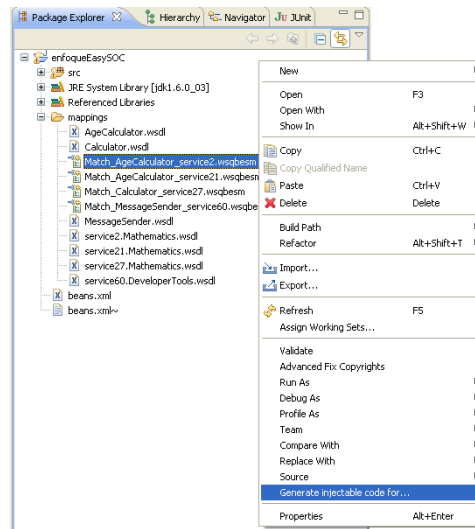 Package Explorer
Hierarchy
Navigator
JUnit
enfoqueEasySOC
src
JRE System Library [jdk1.6.0_03]
Referenced Libraries
mappings
AgeCalculator.wsdl
Calculator.wsdl
Match_AgeCalculator_service2.wsqbesm
Match_AgeCalculator_service21.wsqbesm
Match_Calculator_service27.wsqbesm
Match_MessageSender_service60.wsqbe
MessageSender.wsdl
service2.Mathematics.wsdl
service21.Mathematics.wsdl
service27.Mathematics.wsdl
service60.DeveloperTools.wsdl
beans.xml
beans.xml~
New
Open F3
Open With
Show In Alt+Shift+W
Copy Ctrl+C
Copy Qualified Name
Paste Ctrl+V
Delete Delete
Build Path
Refactor Alt+Shift+T
Import...
Export...
Refresh F5
Assign Working Sets...
Validate
Advanced Fix Copyrights
Run As
Debug As
Profile As
Team
Compare With
Replace With
Source
Generate injectable code for...
Properties Alt+Enter